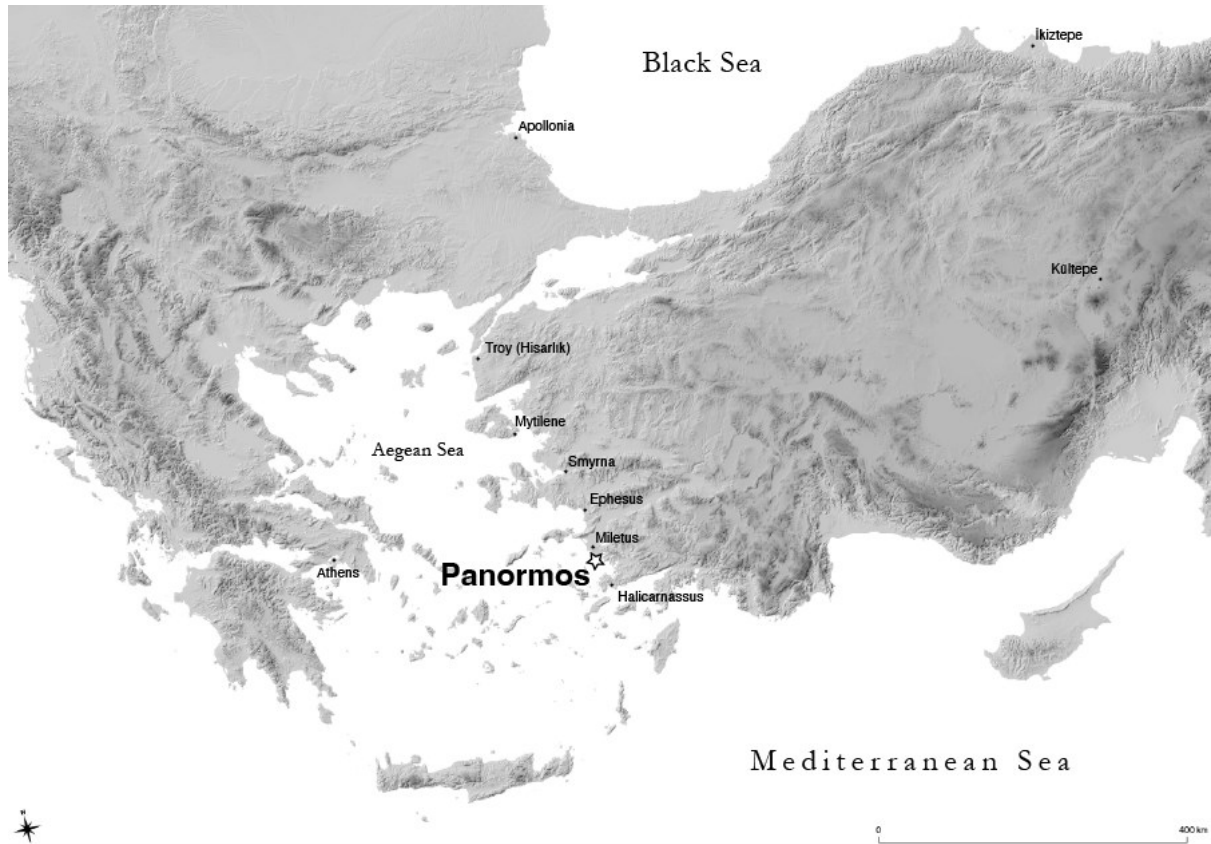 İkiztepe
Black Sea
Apollonia
Kültepe
Troy (Hisarlık)
Mytilene
Aegean Sea
Smyrna
Ephesus
Miletus
Athens
Panormos
Halicarnassus
Mediterranean Sea
N
0 400 km